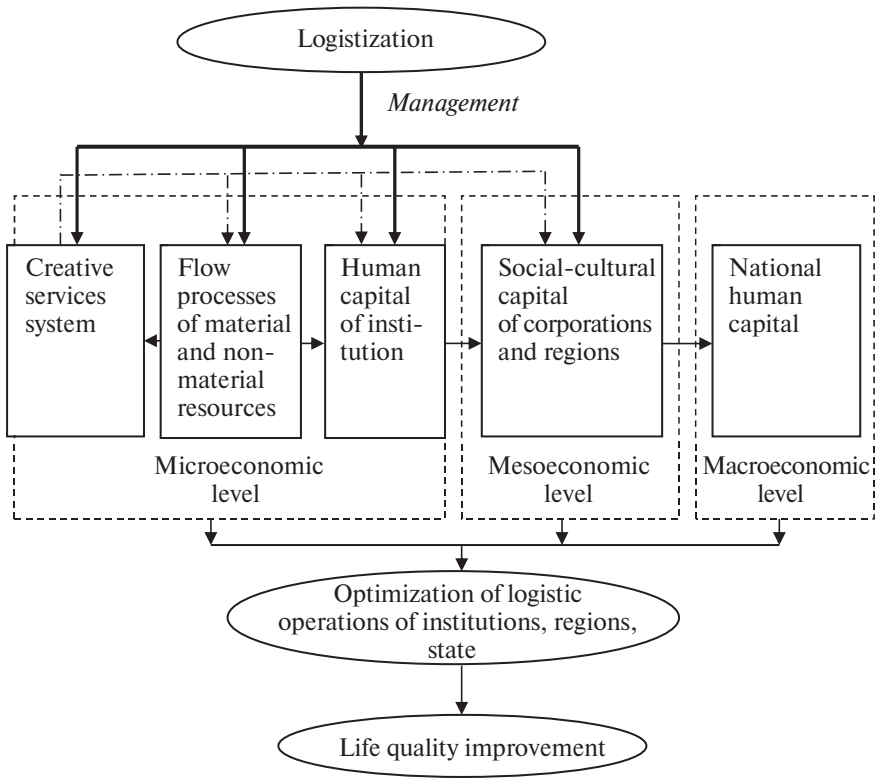 Logistization
Management
Creative
services
system
Flow
processes
of material
and non-
material
resources
Human
capital
of insti-
tution
Social-cultural
capital
of corporations
and regions
National
human
capital
Microeconomic
level
Mesoeconomic
level
Macroeconomic
level
Optimization of logistic
operations of institutions, regions,
state
Life quality improvement